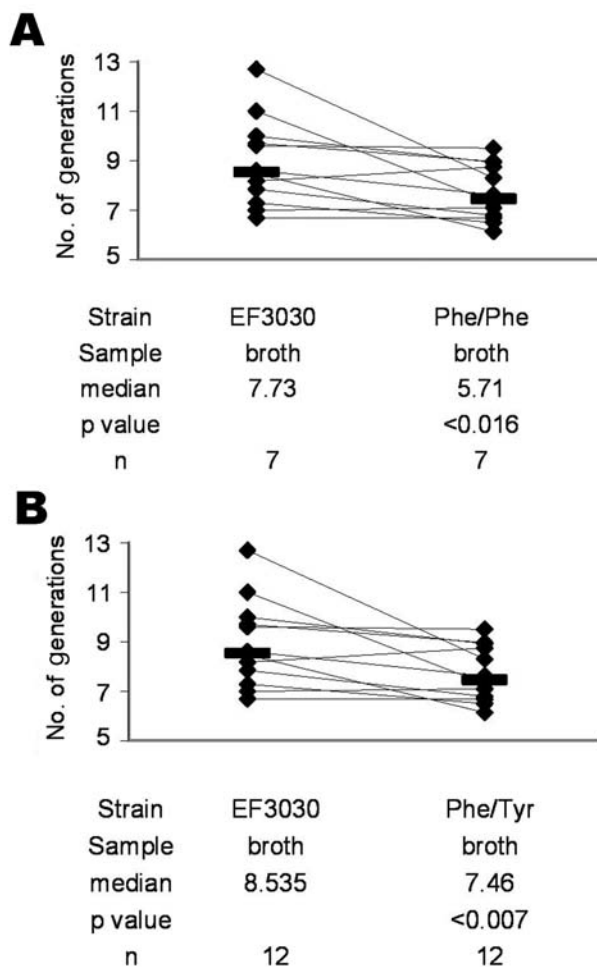 A
No. of generations
13
11
9
7
5
Strain EF3030 Phe/Phe
Sample broth broth
median 7.73 5.71
p value <0.016
n 7 7
B
No. of generations
13
11
9
7
5
Strain EF3030 Phe/Tyr
Sample broth broth
median 8.535 7.46
p value <0.007
n 12 12